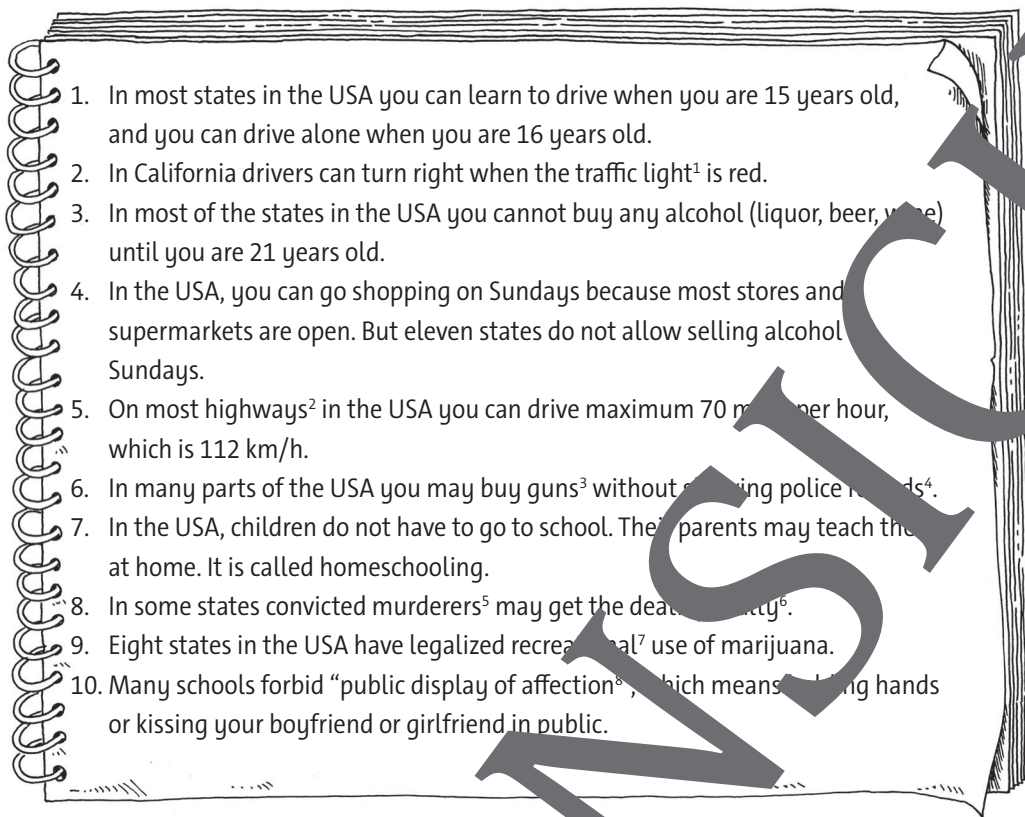 1. In most states in the USA you can learn to drive when you are 15 years old,
and you can drive alone when you are 16 years old.
2. In California drivers can turn right when the traffic light¹ is red.
3. In most of the states in the USA you cannot buy any alcohol (liquor, beer,
until you are 21 years old.
4. In the USA, you can go shopping on Sundays because most stores and
supermarkets are open. But eleven states do not allow selling alcohol
Sundays.
5. On most highways² in the USA you can drive maximum 70 per hour,
which is 112 km/h.
6. In many parts of the USA you may buy guns³ without police
7. In the USA, children do not have to go to school. Their parents may teach
at home. It is called homeschooling.
8. In some states convicted murderers⁵ may get the
9. Eight states in the USA have legalized use of marijuana.
10. Many schools forbid “public display of affection⁸”, which means hands
or kissing your boyfriend or girlfriend in public.